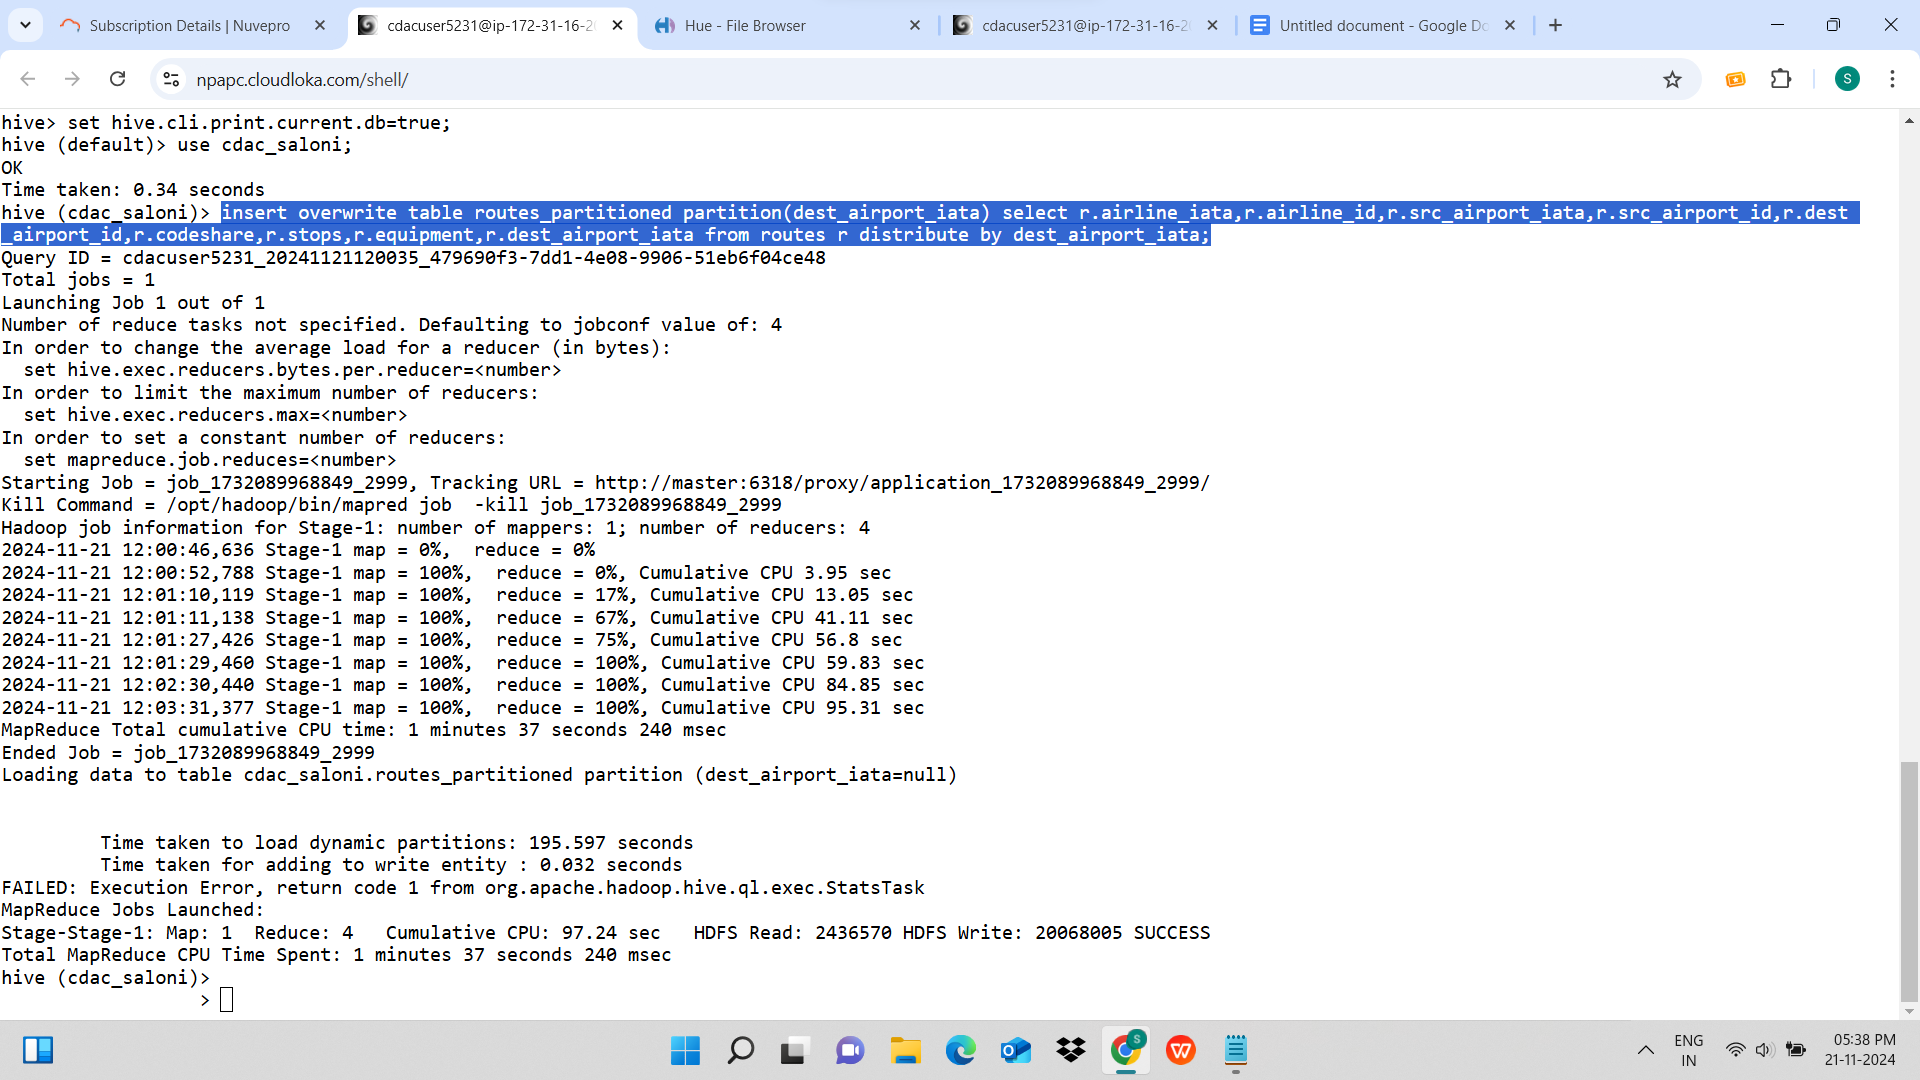 Subscription Details | Nuvepro
cdacuser5231@ip-172-31-16-2
Hue - File Browser
cdacuser5231@ip-172-31-16-2
Untitled document - Google Do
npapc.cloudloka.com/shell/
S
hive> set hive.cli.print.current.db=true;
hive (default)> use cdac_saloni;
OK
Time taken: 0.34 seconds
hive (cdac_saloni)> insert overwrite table routes_partitioned partition(dest_airport_iata) select r.airline_iata,r.airline_id,r.src_airport_iata,r.src_airport_id,r.dest
_airport_id,r.codeshare,r.stops,r.equipment,r.dest_airport_iata from routes r distribute by dest_airport_iata;
Query ID = cdacuser5231_20241121120035_479690f3-7dd1-4e08-9906-51eb6f04ce48
Total jobs = 1
Launching Job 1 out of 1
Number of reduce tasks not specified. Defaulting to jobconf value of: 4
In order to change the average load for a reducer (in bytes):
  set hive.exec.reducers.bytes.per.reducer=<number>
In order to limit the maximum number of reducers:
  set hive.exec.reducers.max=<number>
In order to set a constant number of reducers:
  set mapreduce.job.reduces=<number>
Starting Job = job_1732089968849_2999, Tracking URL = http://master:6318/proxy/application_1732089968849_2999/
Kill Command = /opt/hadoop/bin/mapred job  -kill job_1732089968849_2999
Hadoop job information for Stage-1: number of mappers: 1; number of reducers: 4
2024-11-21 12:00:46,636 Stage-1 map = 0%,  reduce = 0%
2024-11-21 12:00:52,788 Stage-1 map = 100%,  reduce = 0%, Cumulative CPU 3.95 sec
2024-11-21 12:01:10,119 Stage-1 map = 100%,  reduce = 17%, Cumulative CPU 13.05 sec
2024-11-21 12:01:11,138 Stage-1 map = 100%,  reduce = 67%, Cumulative CPU 41.11 sec
2024-11-21 12:01:27,426 Stage-1 map = 100%,  reduce = 75%, Cumulative CPU 56.8 sec
2024-11-21 12:01:29,460 Stage-1 map = 100%,  reduce = 100%, Cumulative CPU 59.83 sec
2024-11-21 12:02:30,440 Stage-1 map = 100%,  reduce = 100%, Cumulative CPU 84.85 sec
2024-11-21 12:03:31,377 Stage-1 map = 100%,  reduce = 100%, Cumulative CPU 95.31 sec
MapReduce Total cumulative CPU time: 1 minutes 37 seconds 240 msec
Ended Job = job_1732089968849_2999
Loading data to table cdac_saloni.routes_partitioned partition (dest_airport_iata=null)
Time taken to load dynamic partitions: 195.597 seconds
Time taken for adding to write entity : 0.032 seconds
FAILED: Execution Error, return code 1 from org.apache.hadoop.hive.ql.exec.StatsTask
MapReduce Jobs Launched:
Stage-Stage-1: Map: 1  Reduce: 4   Cumulative CPU: 97.24 sec   HDFS Read: 2436570 HDFS Write: 20068005 SUCCESS
Total MapReduce CPU Time Spent: 1 minutes 37 seconds 240 msec
hive (cdac_saloni)>
>
S
ENG
IN
05:38 PM
21-11-2024